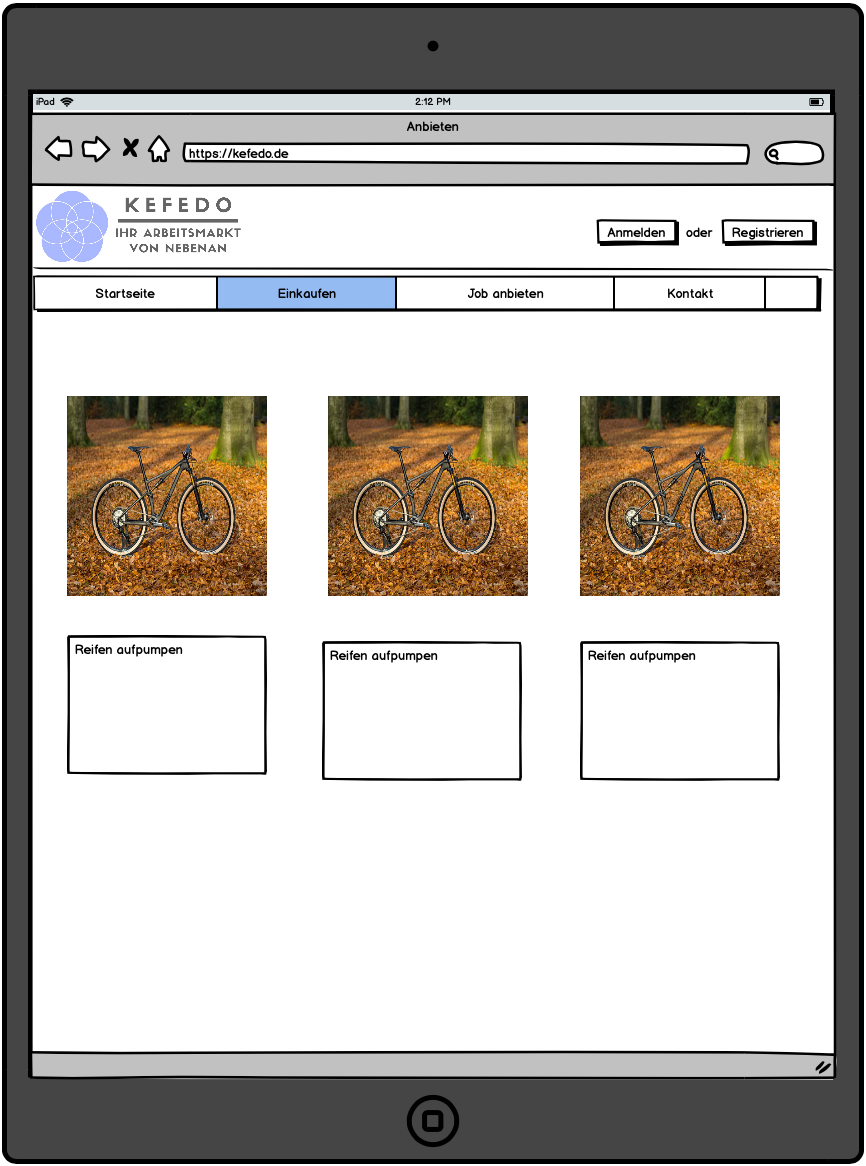 iPad
2:12 PM
Anbieten
https://kefedo.de
KEFEDO
IHR ARBEITSMARKT
VON NEBENAN
Anmelden oder Registrieren
Startseite Einkaufen Job anbieten Kontakt
Reifen aufpumpen
Reifen aufpumpen
Reifen aufpumpen